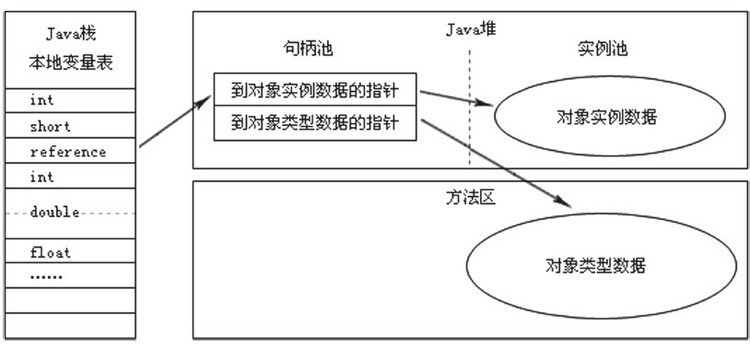 Java栈
本地变量表
int
short
reference
int
double
float
……
Java堆
句柄池
实例池
到对象实例数据的指针
到对象类型数据的指针
对象实例数据
方法区
对象类型数据